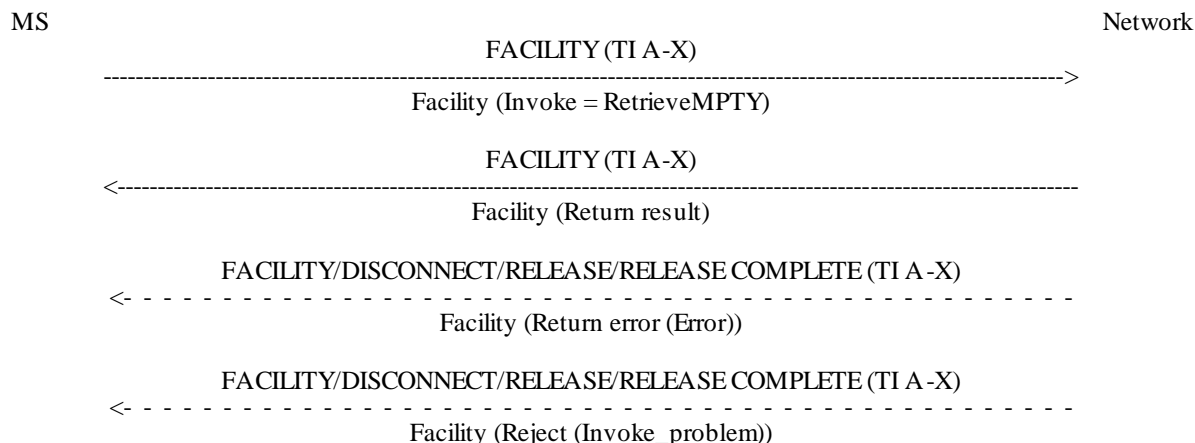 MS Network
FACILITY (TI A-X)
Facility (Invoke = RetrieveMPTY)
FACILITY (TI A-X)
Facility (Return result)
FACILITY/DISCONNECT/RELEASE/RELEASE COMPLETE (TI A-X)
Facility (Return error (Error))
FACILITY/DISCONNECT/RELEASE/RELEASE COMPLETE (TI A-X)
Facility (Reject (Invoke_problem))